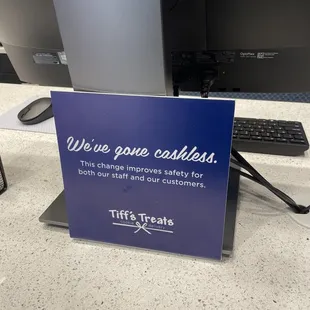 We've gone cashless.
This change improves safety for
both our staff and our customers.
Tiff's Treats